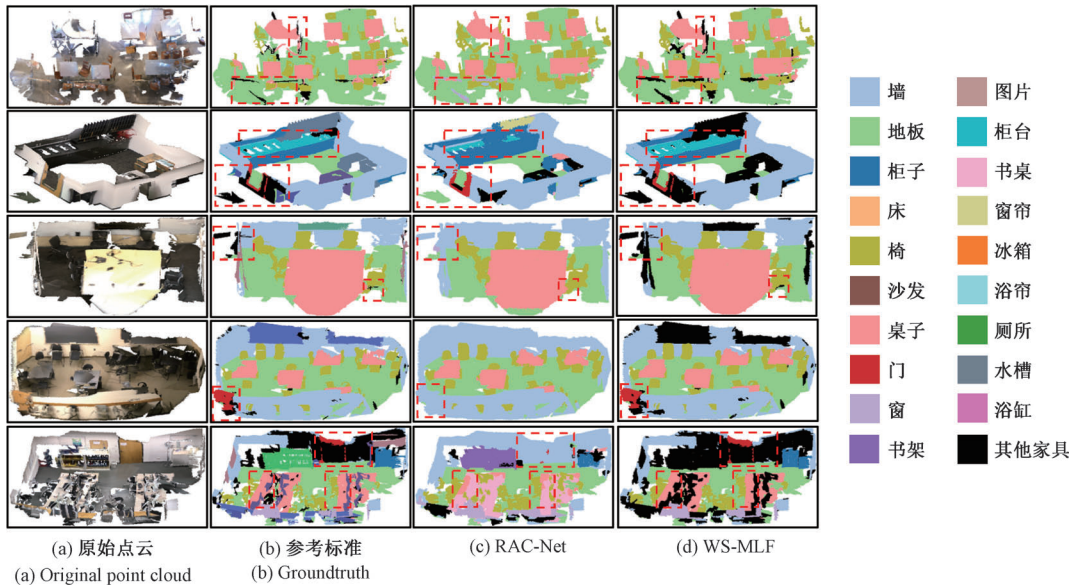 墙
图片
地板
柜台
柜子
书桌
床
窗帘
椅
冰箱
沙发
浴帘
桌子
厕所
门
水槽
窗
浴缸
书架
其他家具
(a) 原始点云
(b) 参考标准
(c) RAC-Net
(d) WS-MLF
(a) Original point cloud
(b) Groundtruth